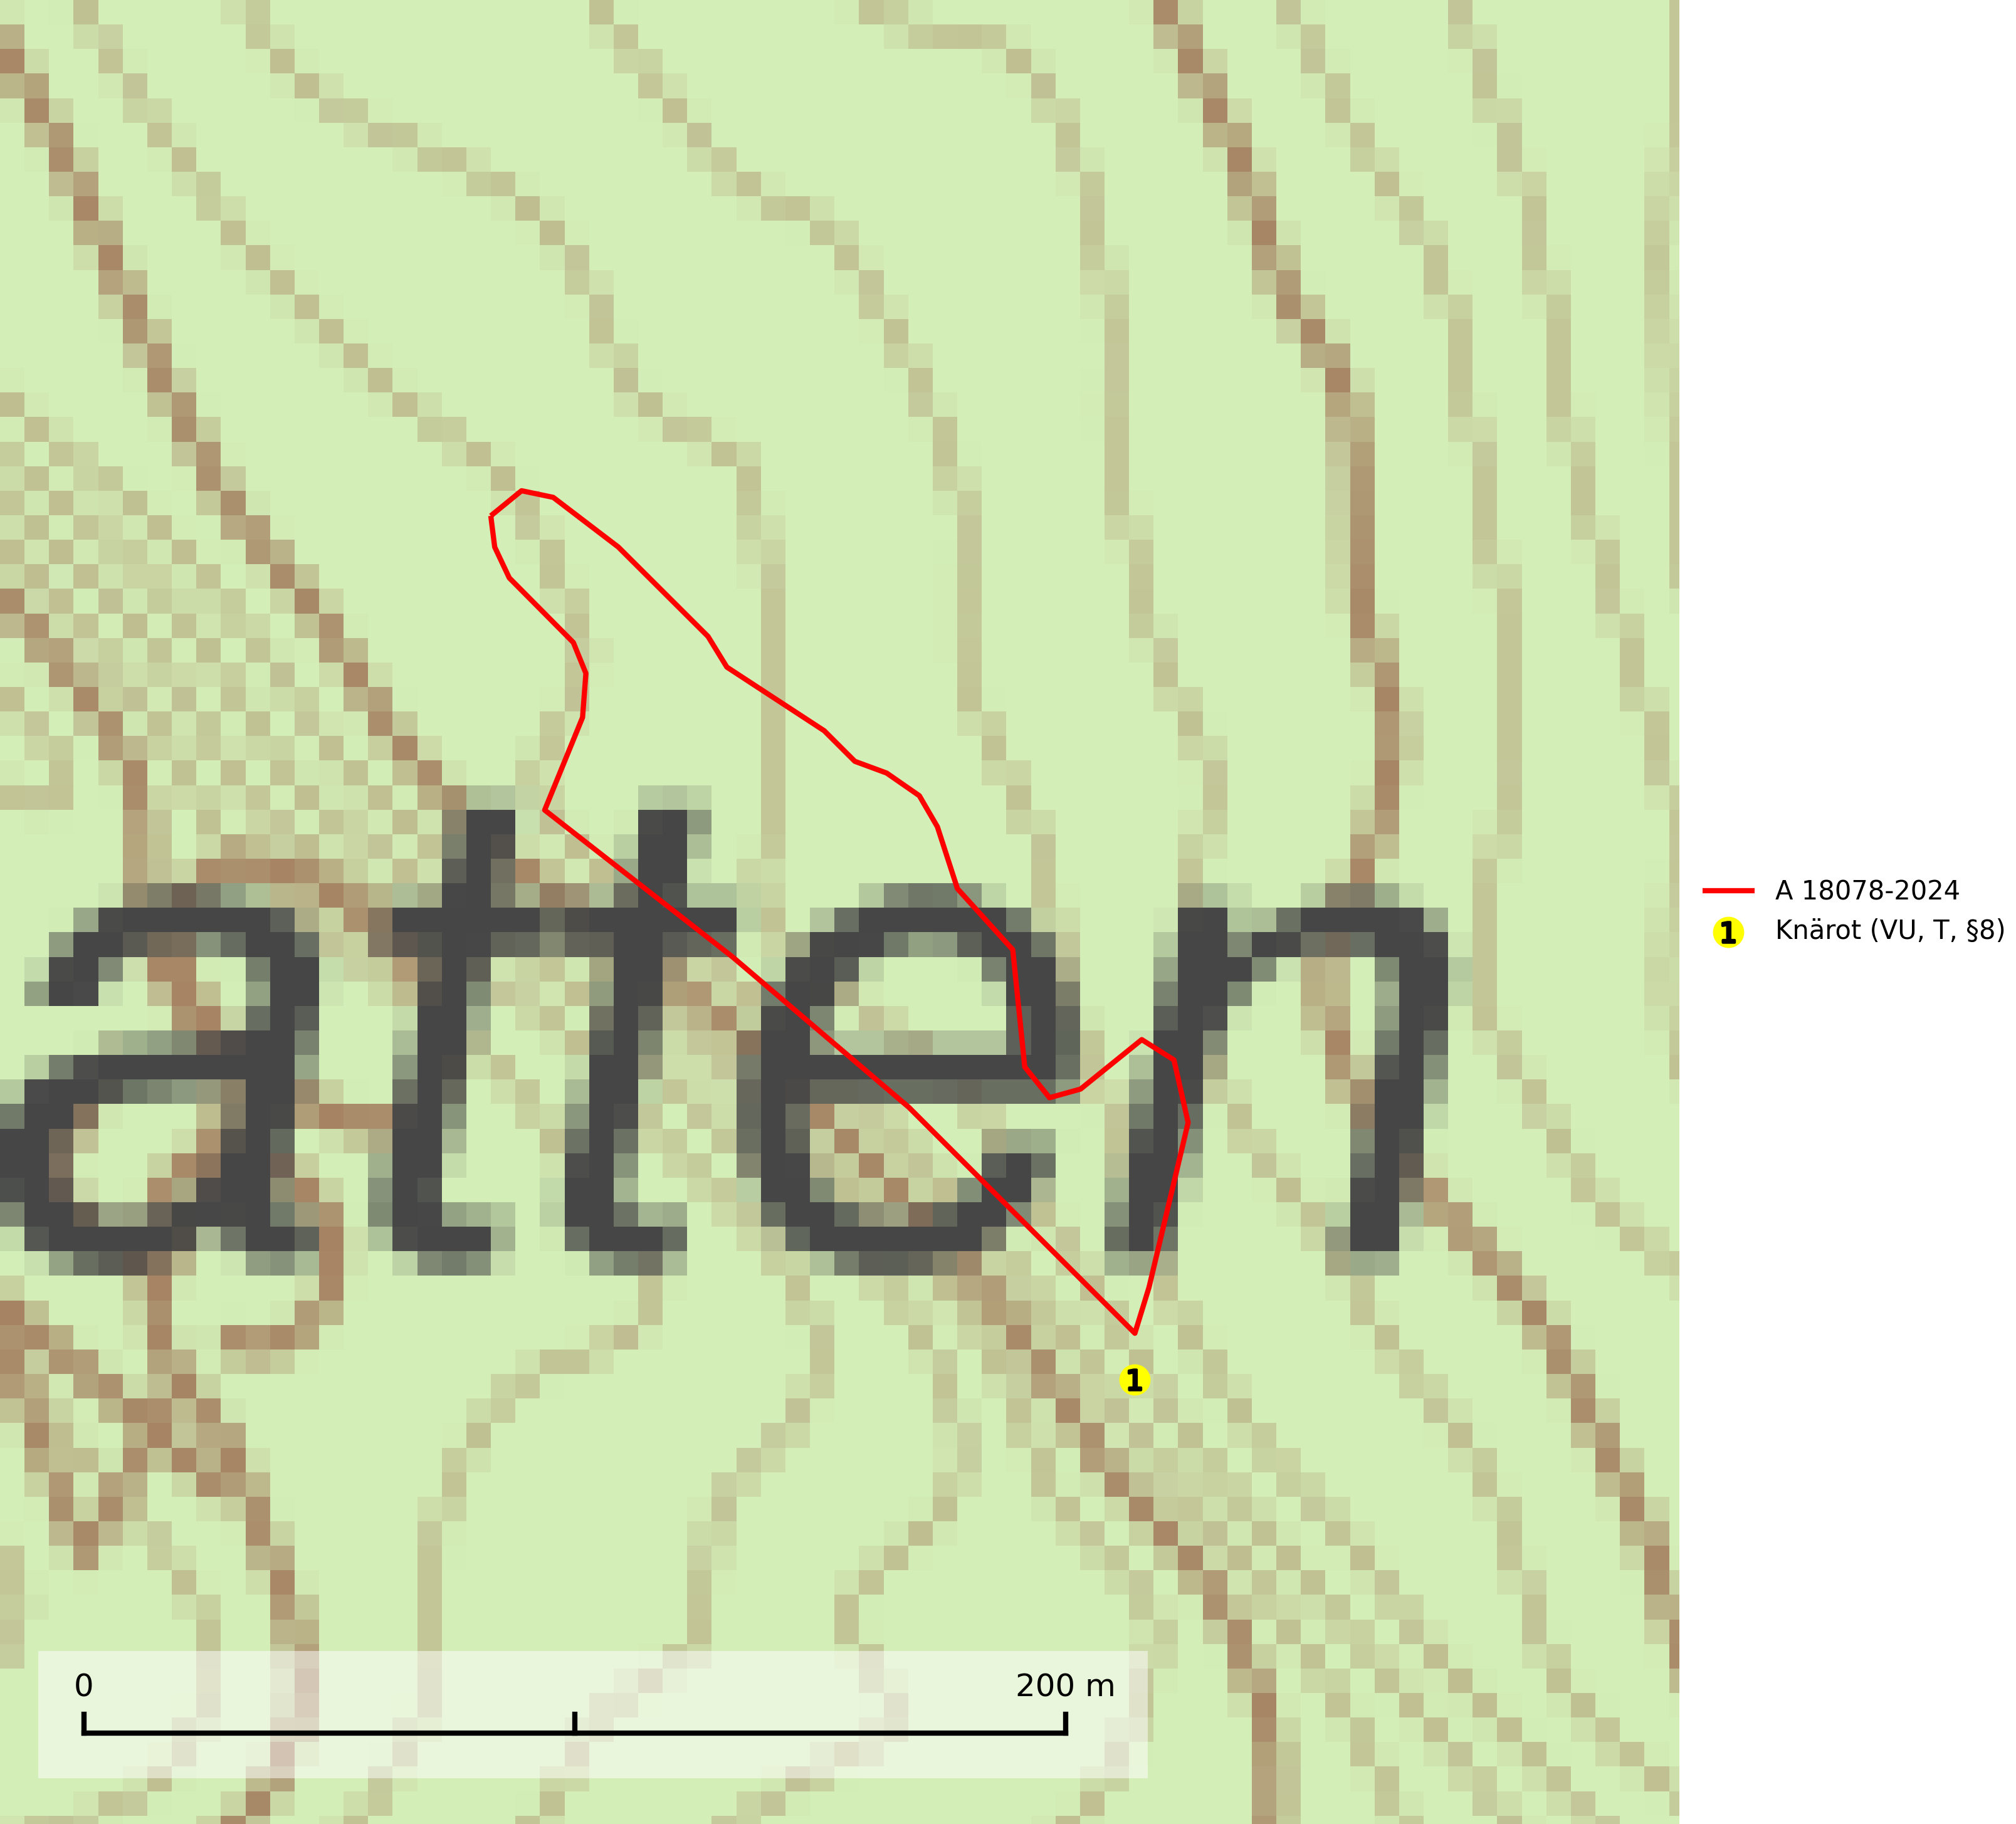 atten
A 18078-2024
1 Knärot (VU, T, §8)
1
0 200 m